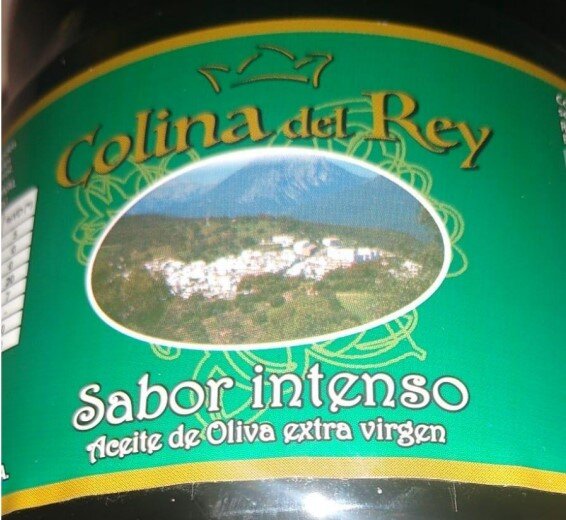 Colina del Rey
Sabor intenso
Aceite de Oliva extra virgen